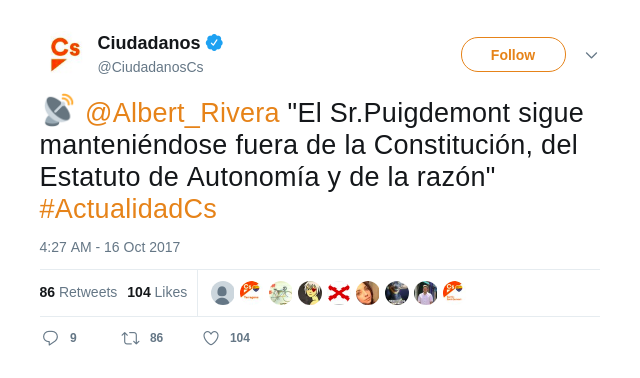 Cs
Ciudadanos
@CiudadanosCs
Follow
@Albert_Rivera "El Sr.Puigdemont sigue
manteniéndose fuera de la Constitución, del
Estatuto de Autonomía y de la razón"
#ActualidadCs
4:27 AM - 16 Oct 2017
86 Retweets 104 Likes
9 86 104